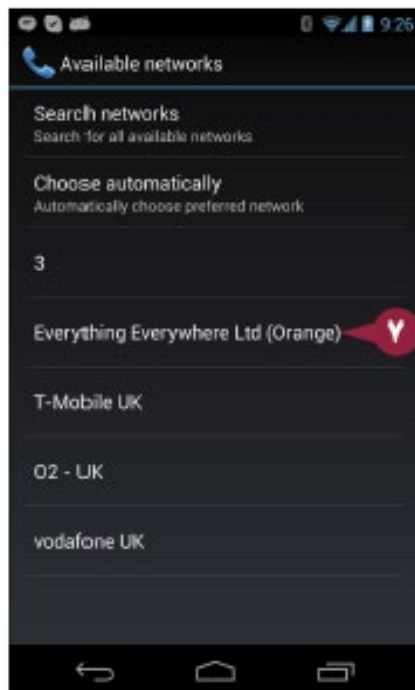 9:26
Available networks
Search networks
Search for all available networks
Choose automatically
Automatically choose preferred network
3
Everything Everywhere Ltd (Orange)
٧
T-Mobile UK
O2 - UK
vodafone UK